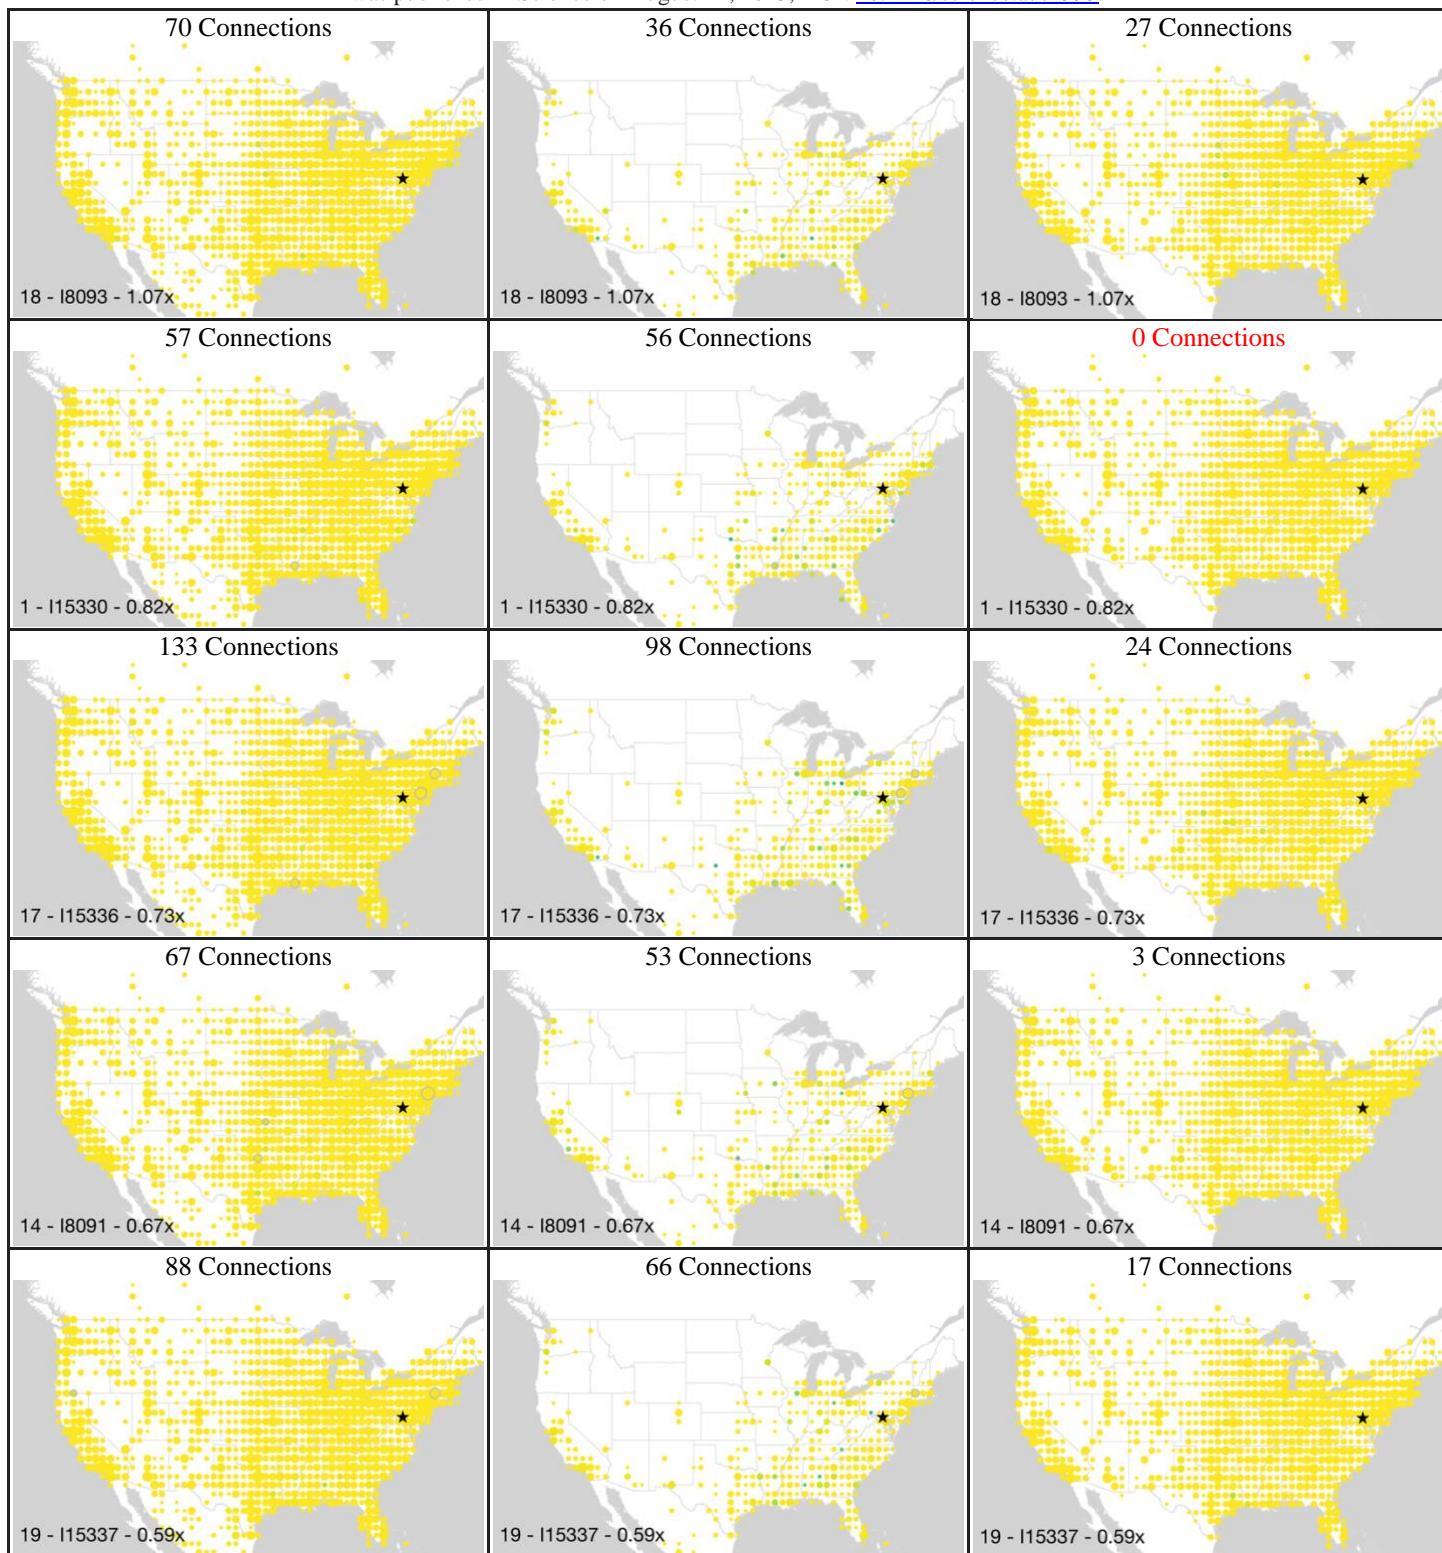 70 Connections
36 Connections
27 Connections
18 - I8093 - 1.07x
18 - I8093 - 1.07x
18 - I8093 - 1.07x
57 Connections
56 Connections
0 Connections
1 - I15330 - 0.82x
1 - I15330 - 0.82x
1 - I15330 - 0.82x
133 Connections
98 Connections
24 Connections
17 - I15336 - 0.73x
17 - I15336 - 0.73x
17 - I15336 - 0.73x
67 Connections
53 Connections
3 Connections
14 - I8091 - 0.67x
14 - I8091 - 0.67x
14 - I8091 - 0.67x
88 Connections
66 Connections
17 Connections
19 - I15337 - 0.59x
19 - I15337 - 0.59x
19 - I15337 - 0.59x